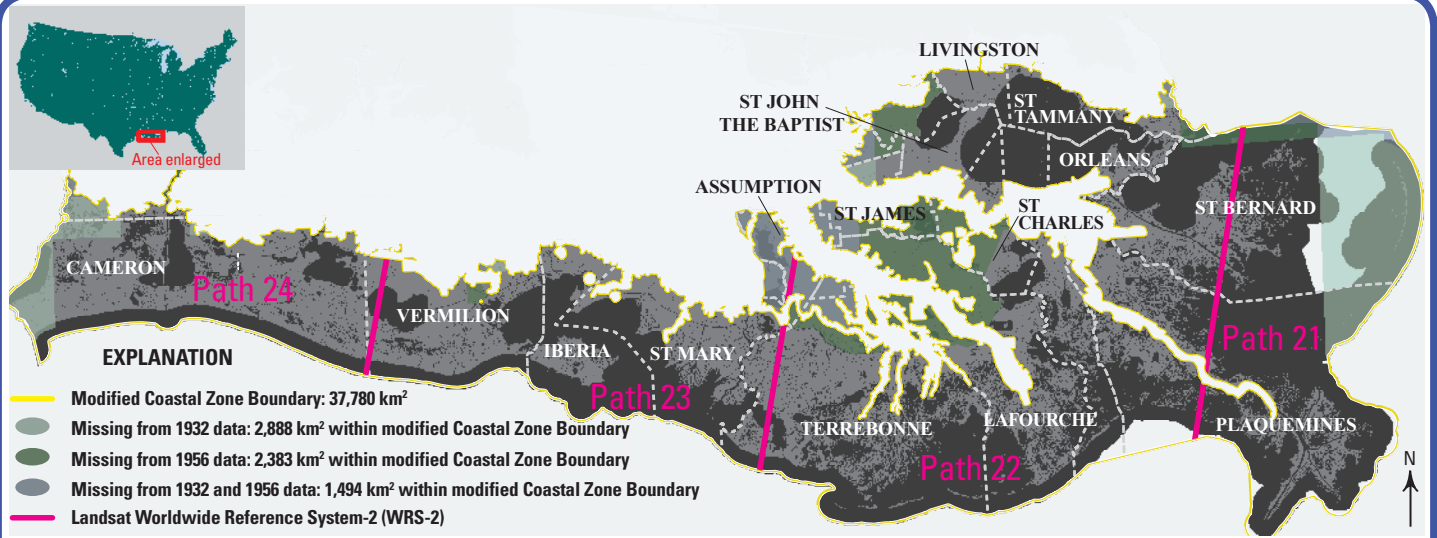 Area enlarged
LIVINGSTON
ST JOHN
THE BAPTIST
ST
TAMMANY
ORLEANS
ASSUMPTION
ST JAMES
ST
CHARLES
ST BERNARD
CAMERON
Path 24
VERMILION
IBERIA
ST MARY
Path 23
TERREBONNE
LAFOURCHE
Path 22
Path 21
PLAQUEMINES
N
EXPLANATION
Modified Coastal Zone Boundary: 37,780 km²
Missing from 1932 data: 2,888 km² within modified Coastal Zone Boundary
Missing from 1956 data: 2,383 km² within modified Coastal Zone Boundary
Missing from 1932 and 1956 data: 1,494 km² within modified Coastal Zone Boundary
Landsat Worldwide Reference System-2 (WRS-2)